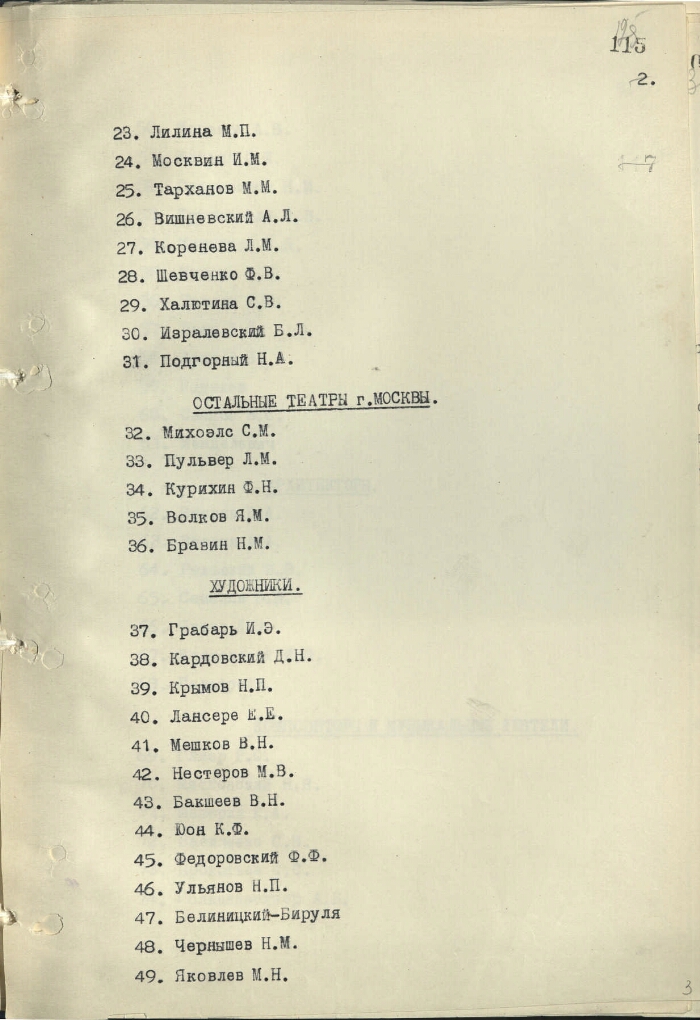 115
2.
23. Лилина М.П.
24. Москвин И.М.
25. Тарханов М.М.
26. Вишневский А.Л.
27. Коренева Л.М.
28. Шевченко Ф.В.
29. Халютина С.В.
30. Изралевский Б.Л.
31. Подгорный Н.А.
ОСТАЛЬНЫЕ ТЕАТРЫ г.МОСКВЫ.
32. Михоэлс С.М.
33. Пульвер Л.М.
34. Курихин Ф.Н.
35. Волков Я.М.
36. Бравин Н.М.
ХУДОЖНИКИ.
37. Грабарь И.Э.
38. Кардовский Д.Н.
39. Крымов Н.П.
40. Лансере Е.Е.
41. Мешков В.Н.
42. Нестеров М.В.
43. Бакшеев В.Н.
44. Юон К.Ф.
45. Федоровский Ф.Ф.
46. Ульянов Н.П.
47. Белиницкий-Бируля
48. Чернышев Н.М.
49. Яковлев М.Н.
3